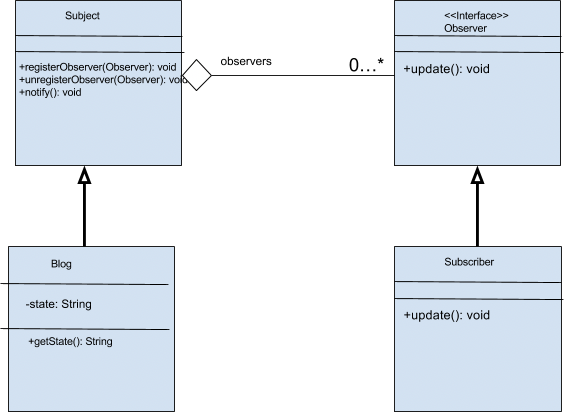 Subject
+registerObserver(Observer): void
+unregisterObserver(Observer): void
+notify(): void
observers
0...*
<<Interface>>
Observer
+update(): void
Blog
-state: String
+getState(): String
Subscriber
+update(): void